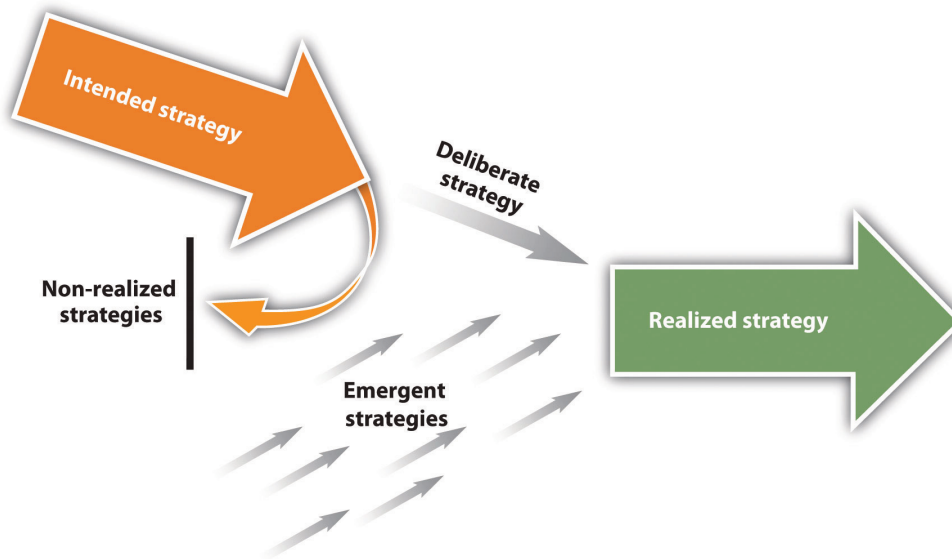 Intended strategy
Deliberate
strategy
Non-realized
strategies
Realized strategy
Emergent
strategies